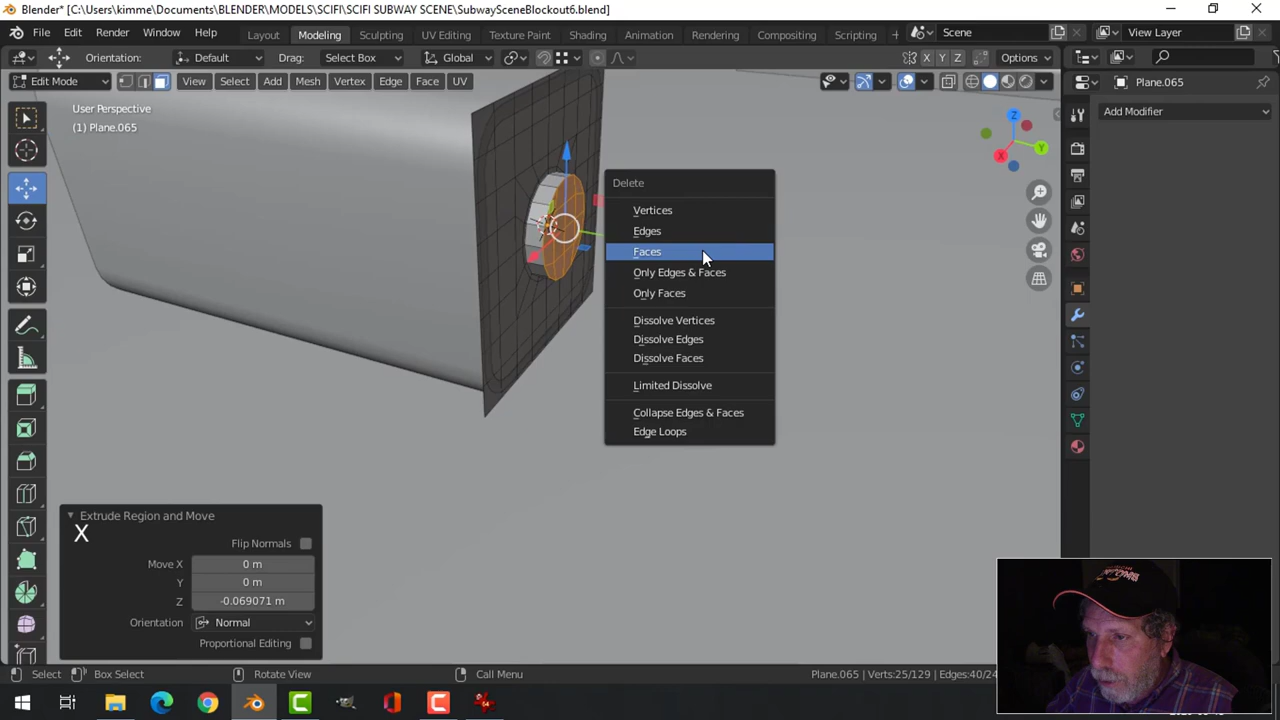 Blender* [C:\Users\kimme\Documents\BLENDER\MODELS\SCIFI\SCIFI SUBWAY SCENE\SubwaySceneBlockout6.blend]
File Edit Render Window Help Layout Modeling Sculpting UV Editing Texture Paint Shading Animation Rendering Compositing Scripting + Scene View Layer
Orientation: Default Drag: Select Box Global X Y Z Options
Edit Mode View Select Add Mesh Vertex Edge Face UV Plane.065
User Perspective
(1) Plane.065
Add Modifier
Z
Y
X
Delete
Vertices
Edges
Faces
Only Edges & Faces
Only Faces
Dissolve Vertices
Dissolve Edges
Dissolve Faces
Limited Dissolve
Collapse Edges & Faces
Edge Loops
Extrude Region and Move
X
Flip Normals
Move X 0 m
Y 0 m
Z -0.069071 m
Orientation Normal
Proportional Editing
Select Box Select Rotate View Call Menu Plane.065 | Verts:25/129 | Edges:40/24